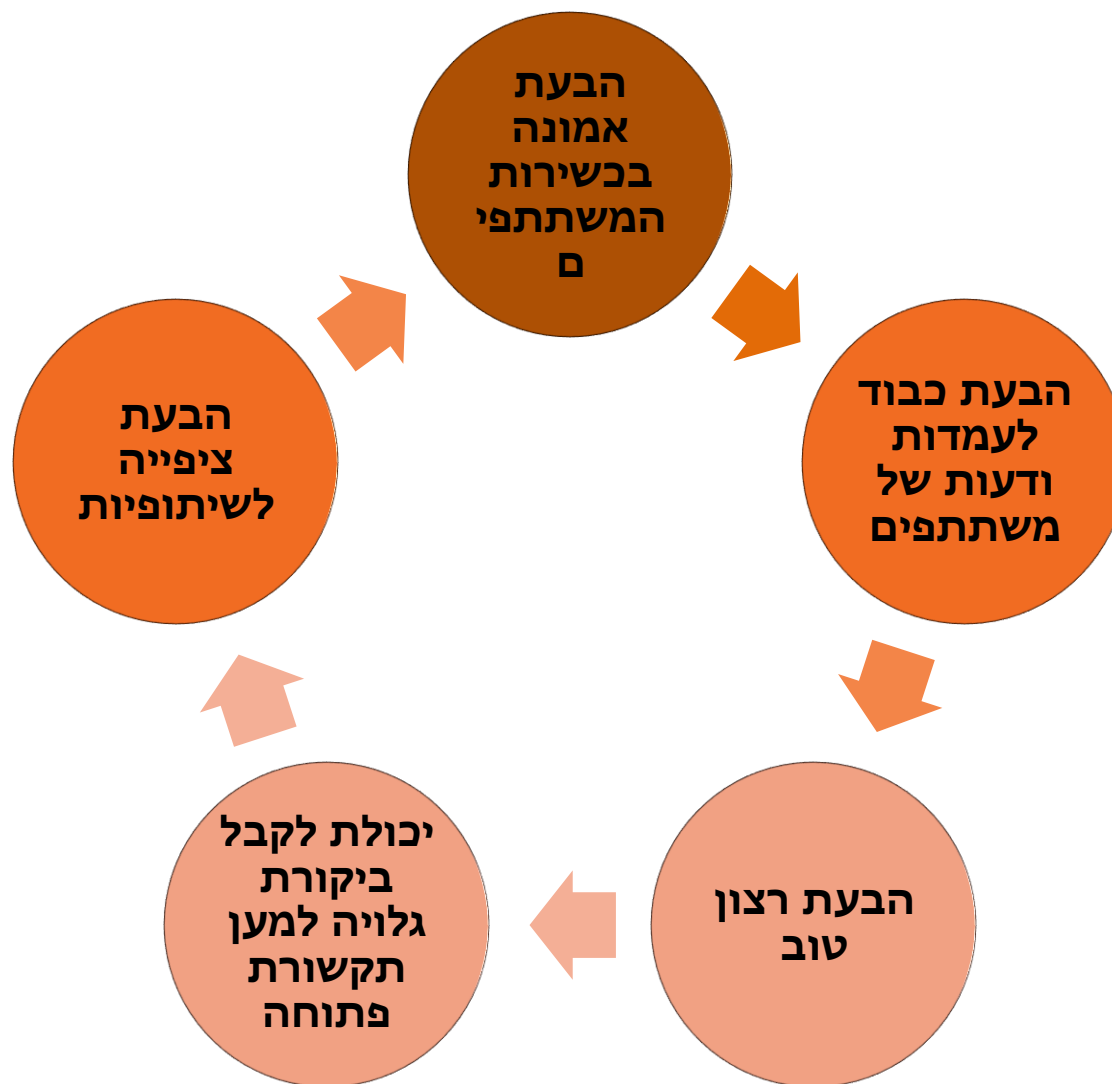 הבעת
אמונה
בכשירות
המשתתפי
ם
הבעת כבוד
לעמדות
ודעות של
משתתפים
הבעת רצון
טוב
יכולת לקבל
ביקורת
גלויה למען
תקשורת
פתוחה
הבעת
ציפייה
לשיתופיות